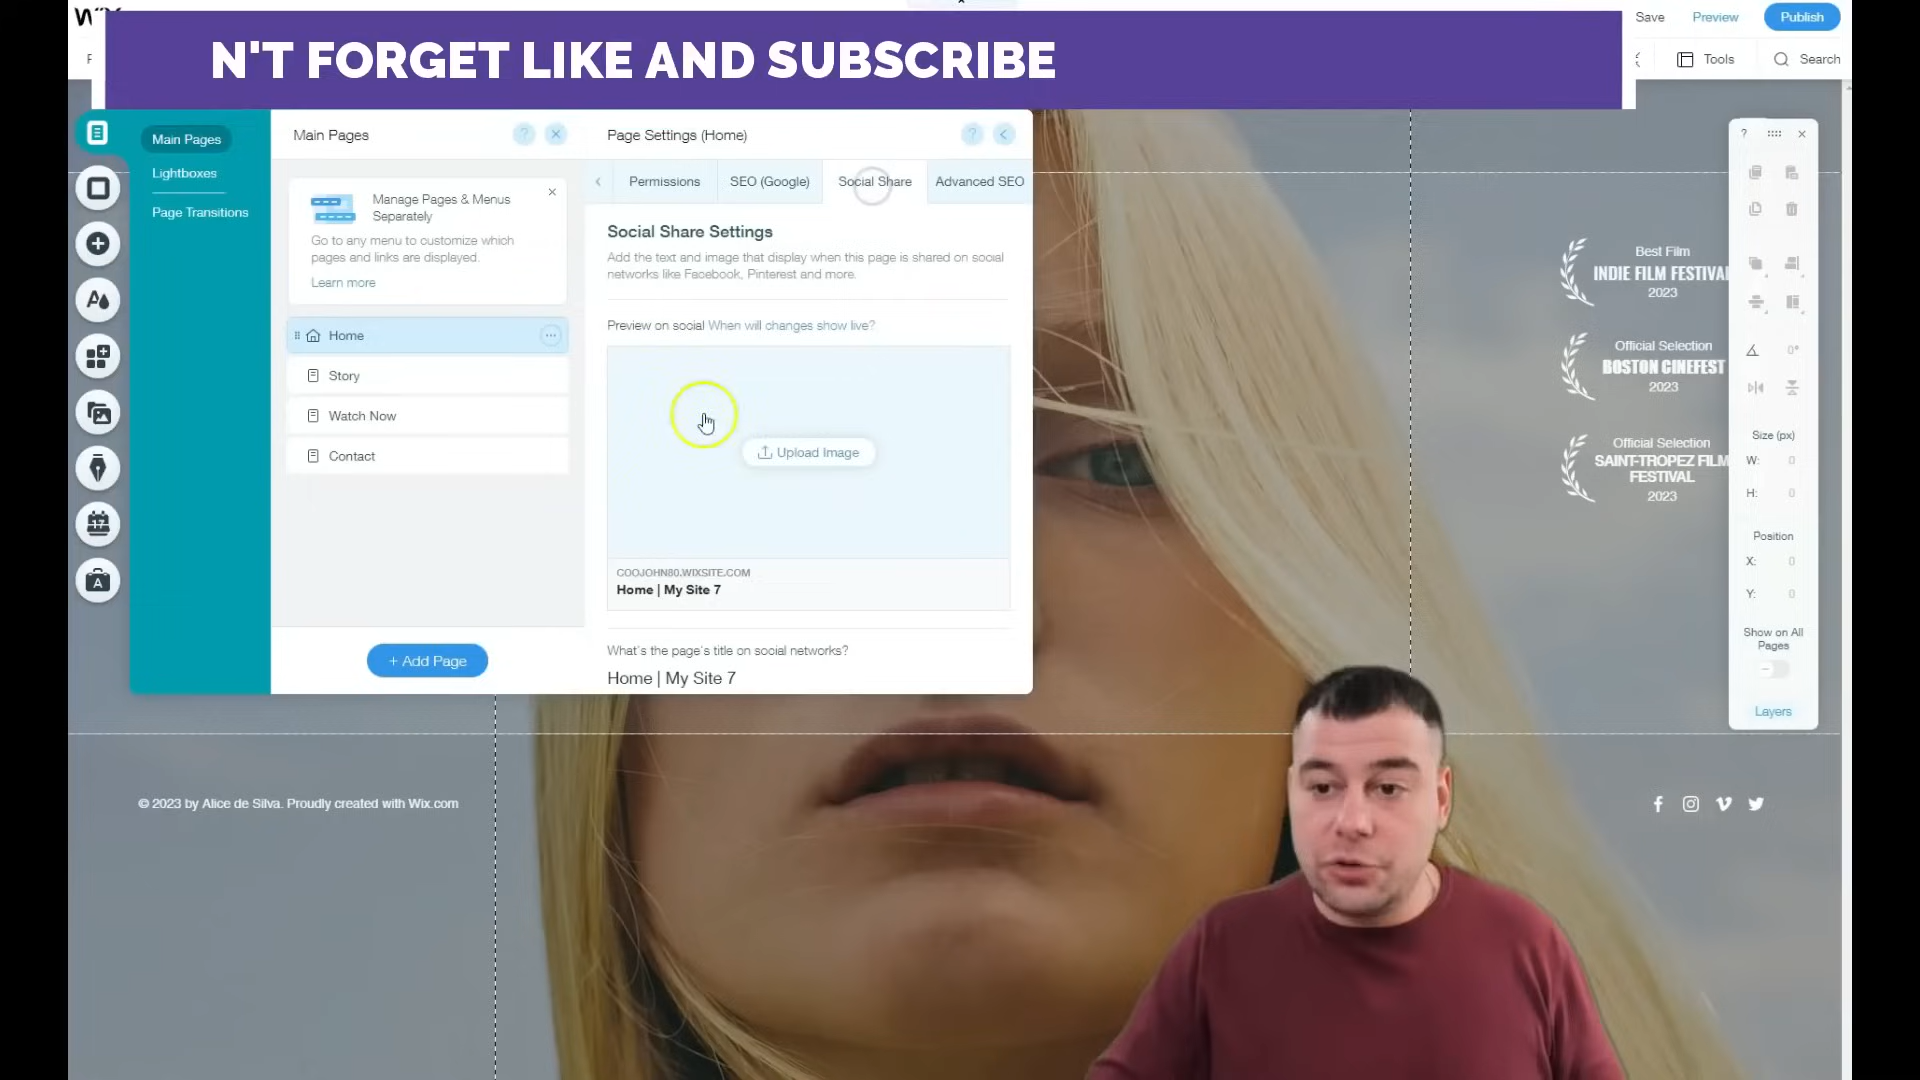 N'T FORGET LIKE AND SUBSCRIBE
Save
Preview
Publish
Tools
Search
Main Pages
Lightboxes
Page Transitions
Main Pages
?
Manage Pages & Menus
Separately
Go to any menu to customize which
pages and links are displayed.
Learn more
Home
Story
Watch Now
Contact
+ Add Page
Page Settings (Home)
?
Permissions
SEO (Google)
Social Share
Advanced SEO
Social Share Settings
Add the text and image that display when this page is shared on social
networks like Facebook, Pinterest and more.
Preview on social When will changes show live?
Upload Image
COOJOHN80.WIXSITE.COM
Home | My Site 7
What's the page's title on social networks?
Home | My Site 7
Best Film
INDIE FILM FESTIVAL
2023
Official Selection
BOSTON CINEFEST
2023
Official Selection
SAINT-TROPEZ FILM
FESTIVAL
2023
?
0°
Size (px)
W: 0
H: 0
Position
X: 0
Y: 0
Show on All
Pages
Layers
17
A
© 2023 by Alice de Silva. Proudly created with Wix.com